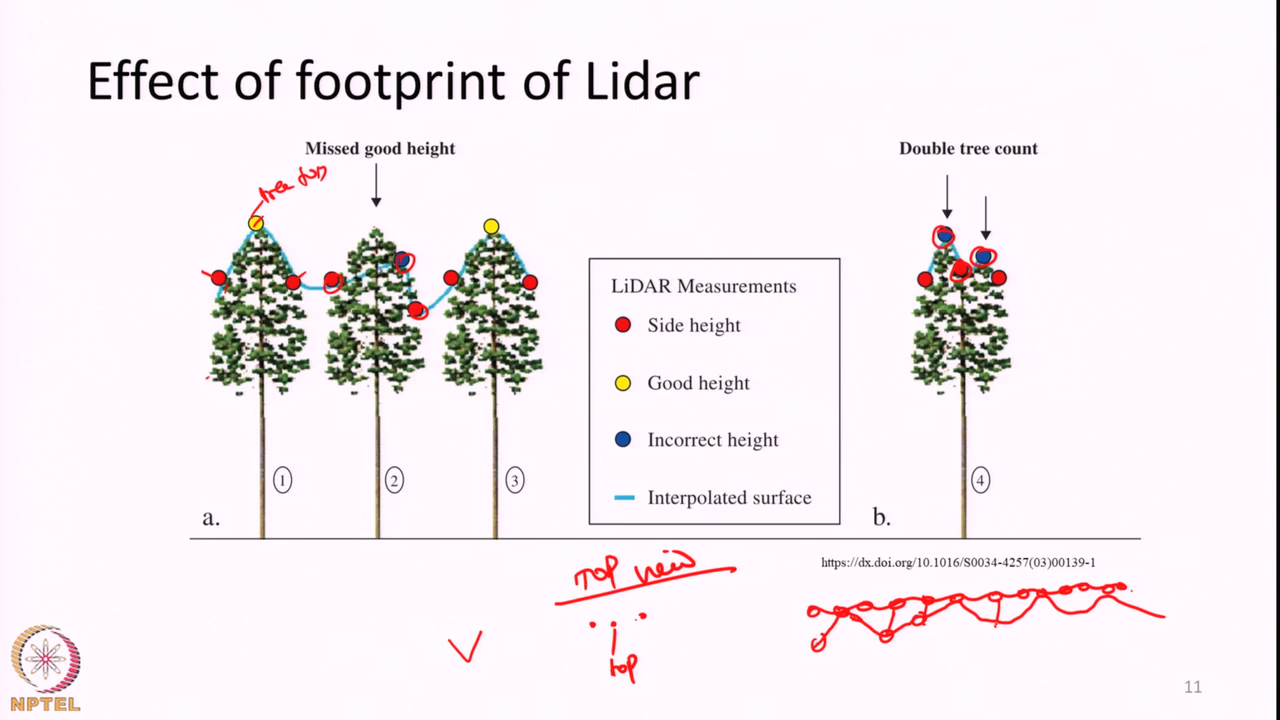 Effect of footprint of Lidar
Missed good height
Double tree count
tree top
LiDAR Measurements
Side height
Good height
Incorrect height
Interpolated surface
1
2
3
4
a.
b.
https://dx.doi.org/10.1016/S0034-4257(03)00139-1
TOP view
top
NPTEL
11